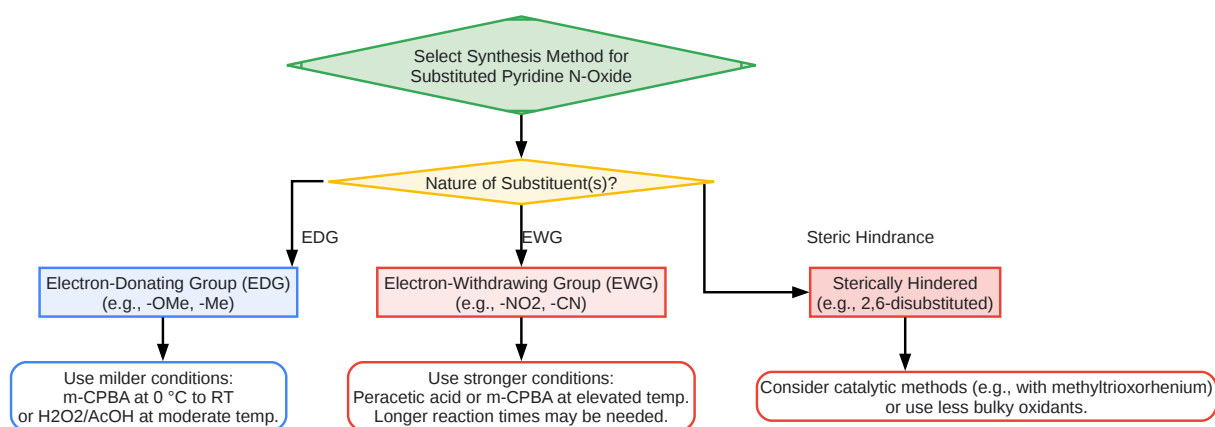 Select Synthesis Method for
Substituted Pyridine N-Oxide
Nature of Substituent(s)?
EDG
EWG
Steric Hindrance
Electron-Donating Group (EDG)
(e.g., -OMe, -Me)
Electron-Withdrawing Group (EWG)
(e.g., -NO2, -CN)
Sterically Hindered
(e.g., 2,6-disubstituted)
Use milder conditions:
m-CPBA at 0 °C to RT
or H2O2/AcOH at moderate temp.
Use stronger conditions:
Peracetic acid or m-CPBA at elevated temp.
Longer reaction times may be needed.
Consider catalytic methods (e.g., with methyltrioxorhenium)
or use less bulky oxidants.